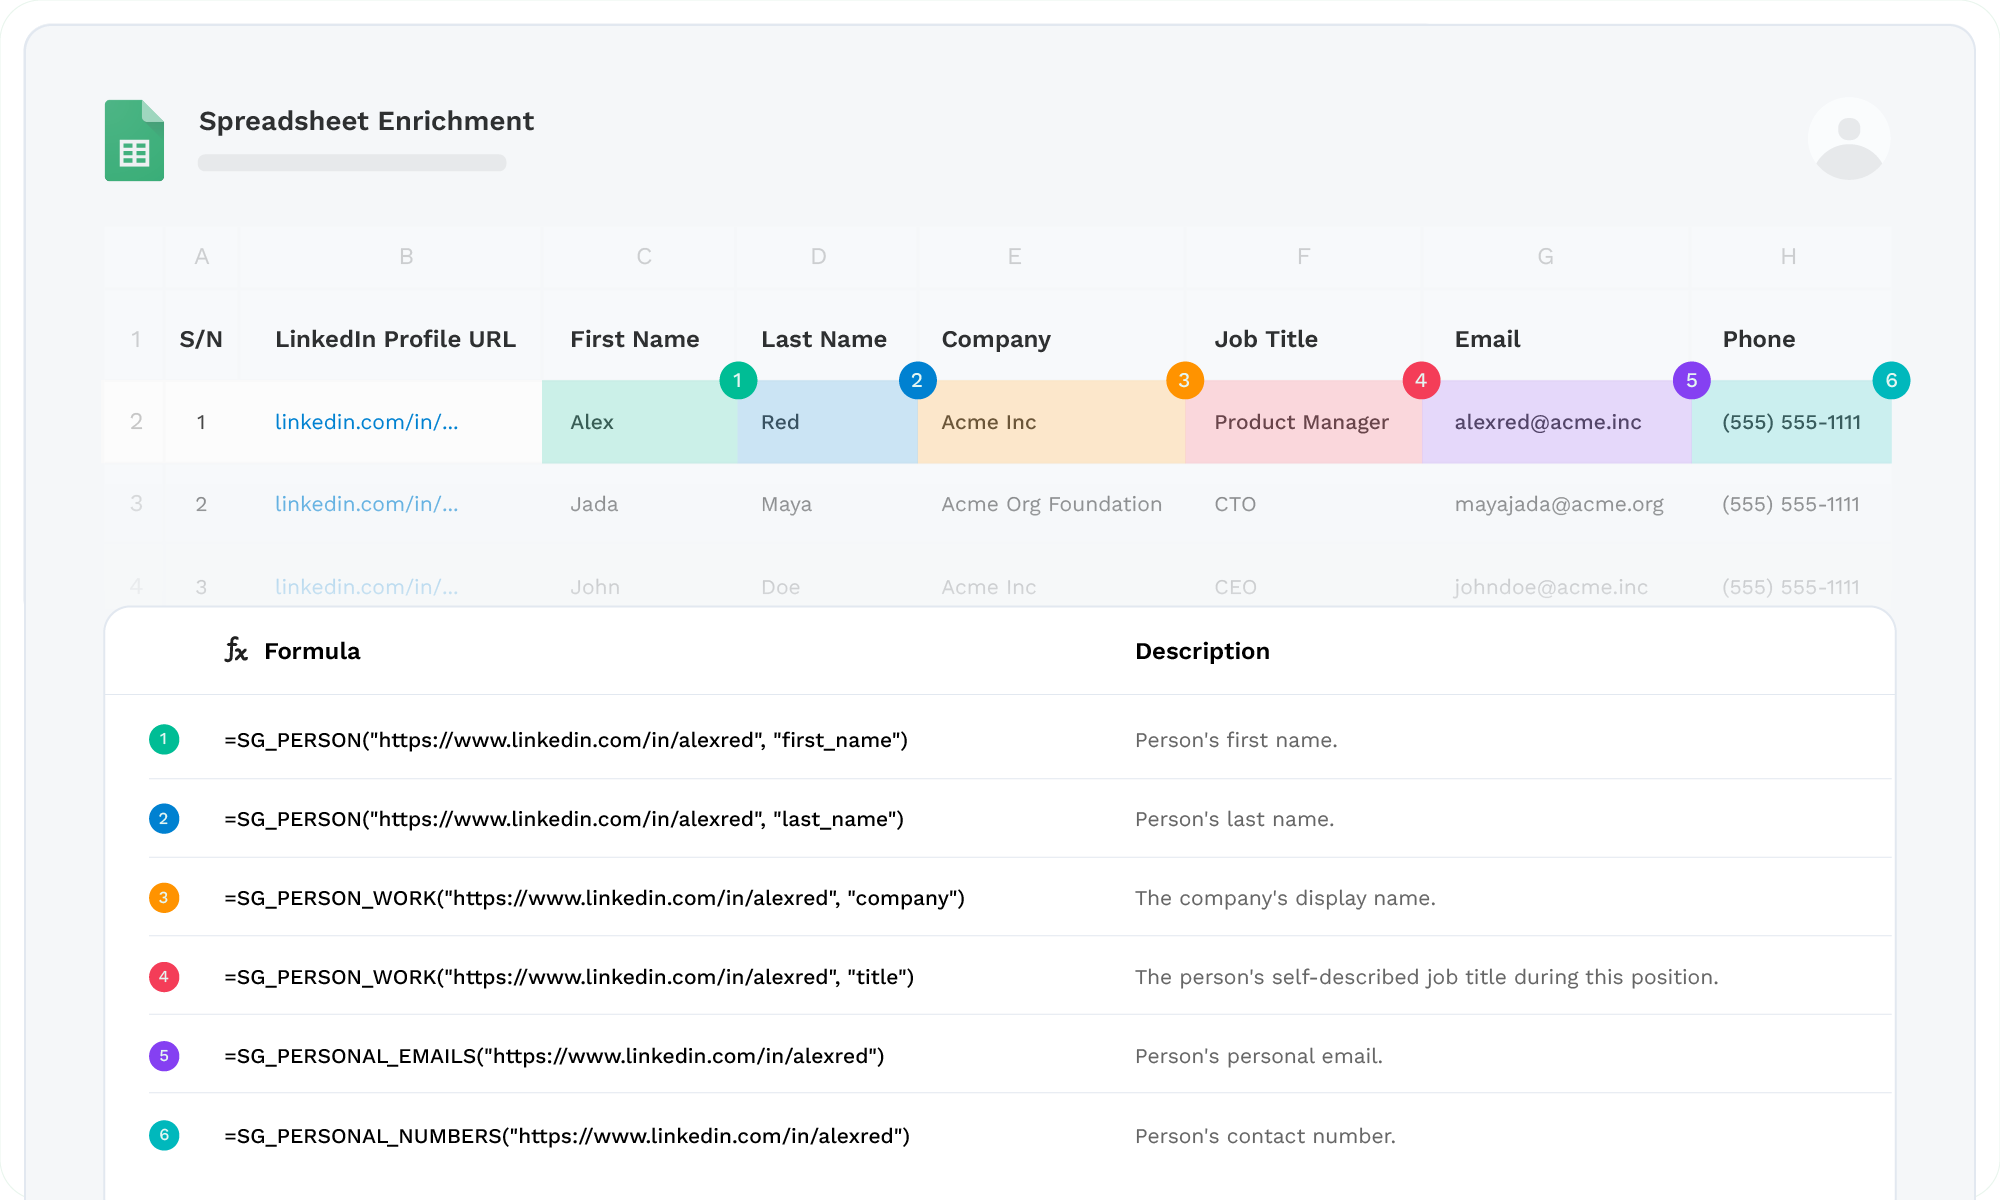 Spreadsheet Enrichment
A B C D E F G H
1 S/N LinkedIn Profile URL First Name Last Name Company Job Title Email Phone
1 2 3 4 5 6
2 1 linkedin.com/in/... Alex Red Acme Inc Product Manager alexred@acme.inc (555) 555-1111
3 2 linkedin.com/in/... Jada Maya Acme Org Foundation CTO mayajada@acme.org (555) 555-1111
4 3 linkedin.com/in/... John Doe Acme Inc CEO johndoe@acme.inc (555) 555-1111
fx Formula Description
1 =SG_PERSON("https://www.linkedin.com/in/alexred", "first_name") Person's first name.
2 =SG_PERSON("https://www.linkedin.com/in/alexred", "last_name") Person's last name.
3 =SG_PERSON_WORK("https://www.linkedin.com/in/alexred", "company") The company's display name.
4 =SG_PERSON_WORK("https://www.linkedin.com/in/alexred", "title") The person's self-described job title during this position.
5 =SG_PERSONAL_EMAILS("https://www.linkedin.com/in/alexred") Person's personal email.
6 =SG_PERSONAL_NUMBERS("https://www.linkedin.com/in/alexred") Person's contact number.